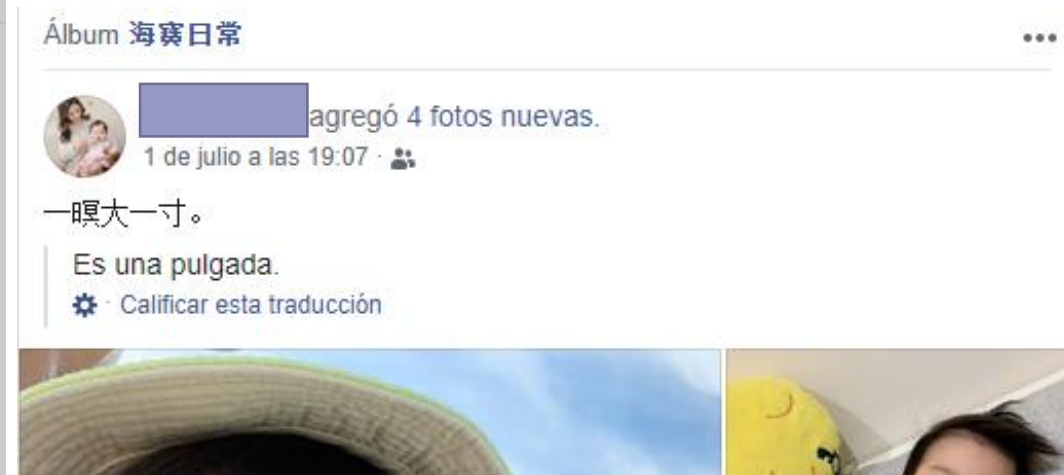 Álbum 海寶日常
agregó 4 fotos nuevas.
1 de julio a las 19:07 ·
一暝大一寸。
Es una pulgada.
· Calificar esta traducción